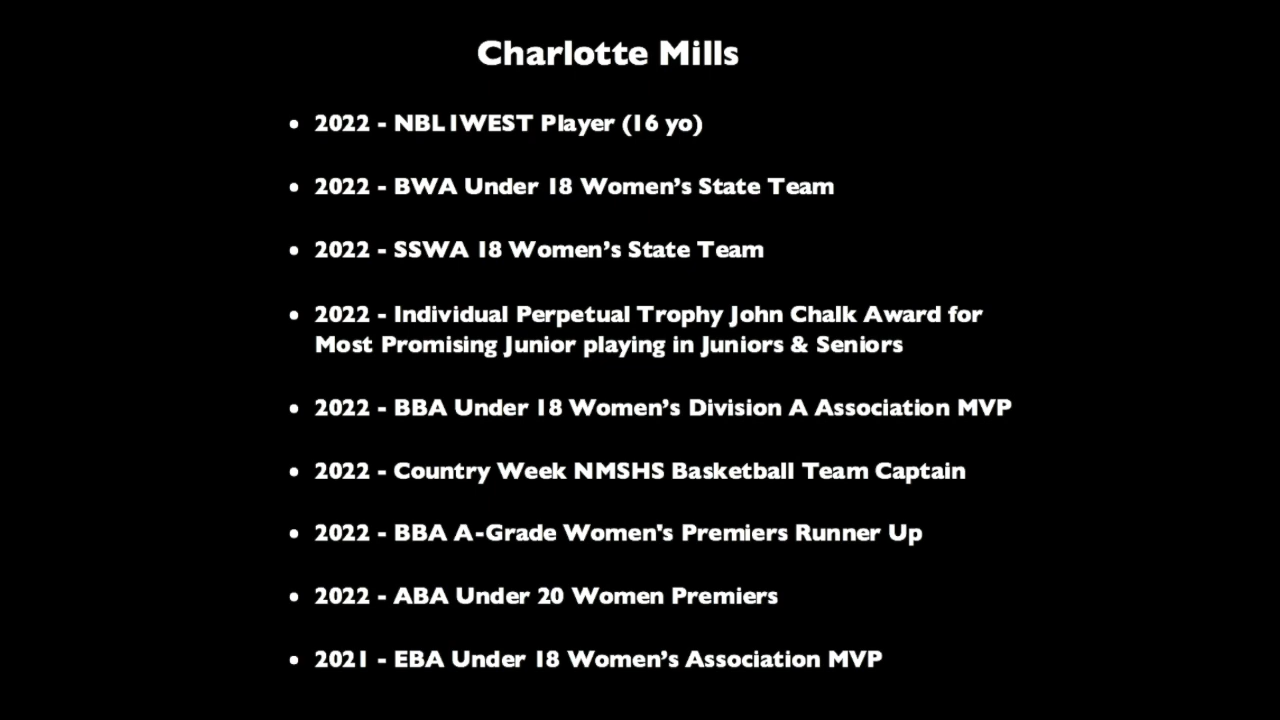 Charlotte Mills
• 2022 - NBL1WEST Player (16 yo)
• 2022 - BWA Under 18 Women’s State Team
• 2022 - SSWA 18 Women’s State Team
• 2022 - Individual Perpetual Trophy John Chalk Award for
Most Promising Junior playing in Juniors & Seniors
• 2022 - BBA Under 18 Women’s Division A Association MVP
• 2022 - Country Week NMSHS Basketball Team Captain
• 2022 - BBA A-Grade Women's Premiers Runner Up
• 2022 - ABA Under 20 Women Premiers
• 2021 - EBA Under 18 Women’s Association MVP